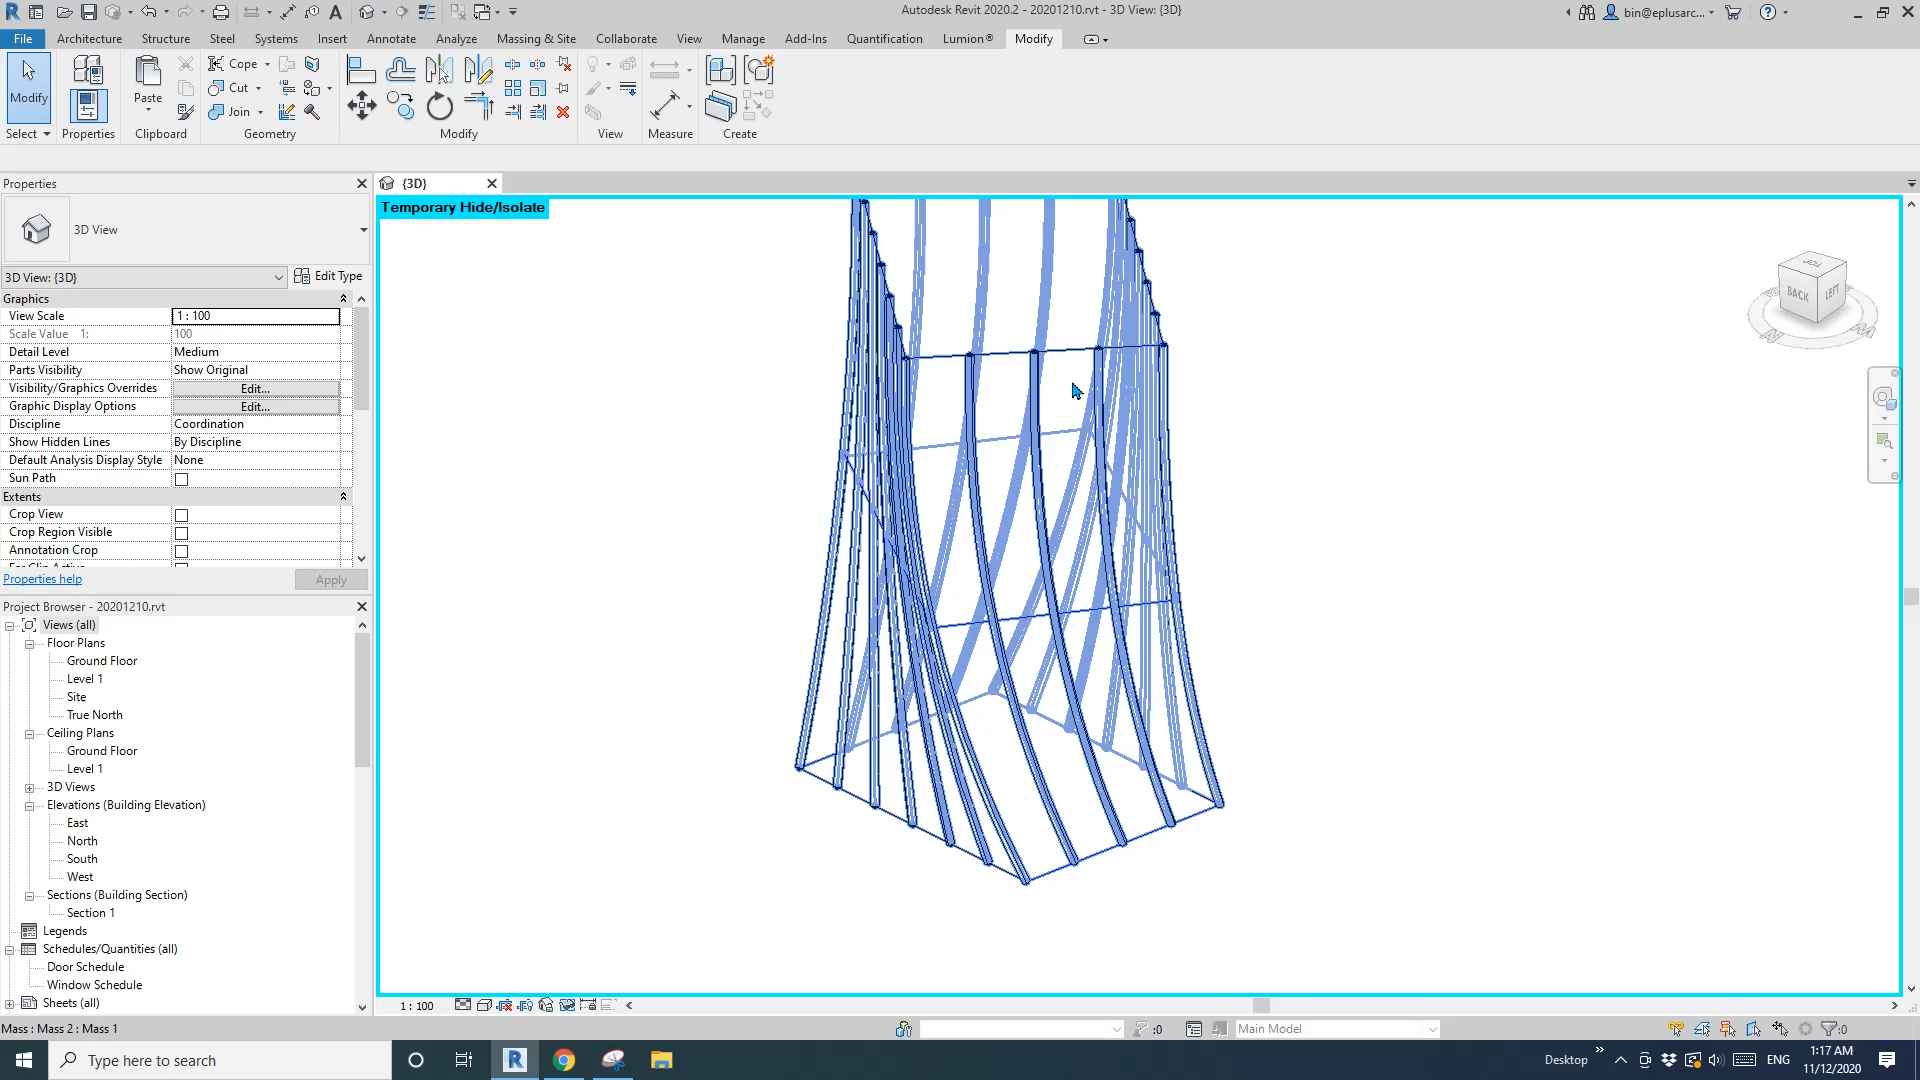 Autodesk Revit 2020.2 - 20201210.rvt - 3D View: {3D}
bin@eplusarc...
File Architecture Structure Steel Systems Insert Annotate Analyze Massing & Site Collaborate View Manage Add-Ins Quantification Lumion® Modify
Modify
Paste
Cope
Cut
Join
Select Properties Clipboard Geometry Modify View Measure Create
Properties
{3D}
Temporary Hide/Isolate
3D View
3D View: {3D} Edit Type
Graphics
View Scale 1 : 100
Scale Value 1: 100
Detail Level Medium
Parts Visibility Show Original
Visibility/Graphics Overrides Edit...
Graphic Display Options Edit...
Discipline Coordination
Show Hidden Lines By Discipline
Default Analysis Display Style None
Sun Path
Extents
Crop View
Crop Region Visible
Annotation Crop
Far Clip Active
Properties help Apply
Project Browser - 20201210.rvt
Views (all)
Floor Plans
Ground Floor
Level 1
Site
True North
Ceiling Plans
Ground Floor
Level 1
3D Views
Elevations (Building Elevation)
East
North
South
West
Sections (Building Section)
Section 1
Legends
Schedules/Quantities (all)
Door Schedule
Window Schedule
Sheets (all)
TOP
BACK
LEFT
1 : 100
Mass : Mass 2 : Mass 1
:0
Main Model
:0
Type here to search
Desktop
ENG
1:17 AM
11/12/2020